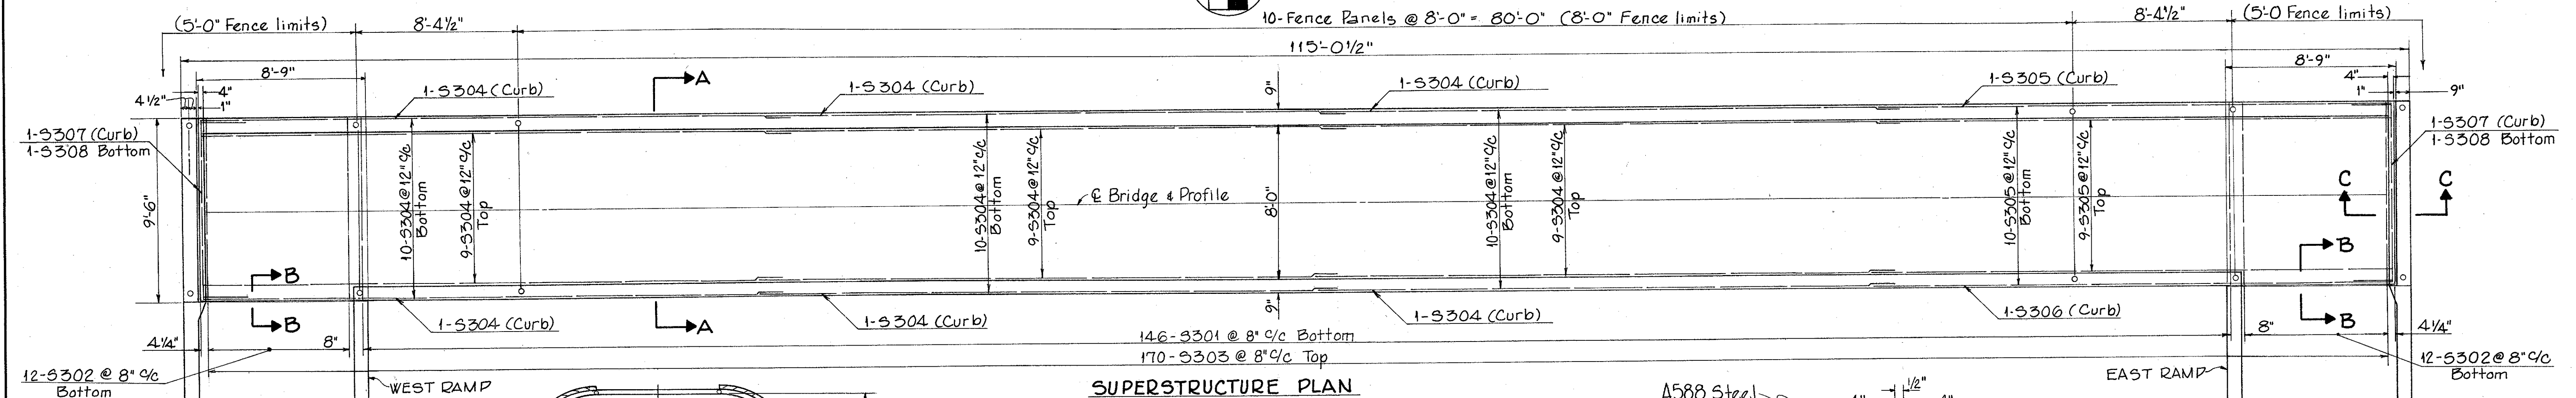 (5'-0" Fence limits)
8'-4½"
10-Fence Panels @ 8'-0" = 80'-0" (8'-0" Fence limits)
8'-4½"
(5'-0 Fence limits)
115'-0½"
8'-9"
8'-9"
A
1-S304 (Curb)
1-S304 (Curb)
1-S304 (Curb)
1-S305 (Curb)
4½"
4"
1"
9"
4"
1"
9"
1-S307 (Curb)
1-S308 Bottom
1-S307 (Curb)
1-S308 Bottom
9'-6"
10-S304@12" c/c
Bottom
9-S304@12" c/c
Top
10-S304@12" c/c
Bottom
9-S304@12" c/c
Top
℄ Bridge & Profile
8'-0"
10-S304@12" c/c
Bottom
9-S304@12" c/c
Top
10-S305@12" c/c
Bottom
9-S305@12" c/c
Top
C
C
B
B
B
B
A
1-S304 (Curb)
1-S304 (Curb)
9"
1-S304 (Curb)
1-S306 (Curb)
4¼"
8"
146-S301 @ 8" c/c Bottom
8"
4¼"
170-S303 @ 8" c/c Top
12-S302 @ 8" c/c
Bottom
12-S302 @ 8" c/c
Bottom
WEST RAMP
SUPERSTRUCTURE PLAN
EAST RAMP
A588 Steel
½"